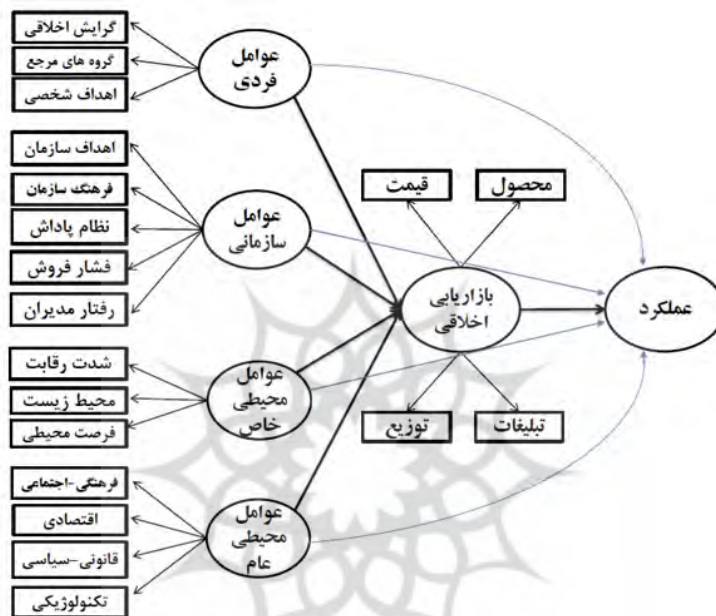 گرایش اخلاقی
گروه های مرجع
اهداف شخصی
عوامل
فردی
اهداف سازمان
فرهنگ سازمان
نظام پاداش
فشار فروش
رفتار مدیران
عوامل
سازمانی
شدت رقابت
محیط زیست
فرصت محیطی
عوامل
محیطی
خاص
فرهنگی-اجتماعی
اقتصادی
قانونی-سیاسی
تکنولوژیکی
عوامل
محیطی
عام
محصول
قیمت
بازاریابی
اخلاقی
تبلیغات
توزیع
عملکرد